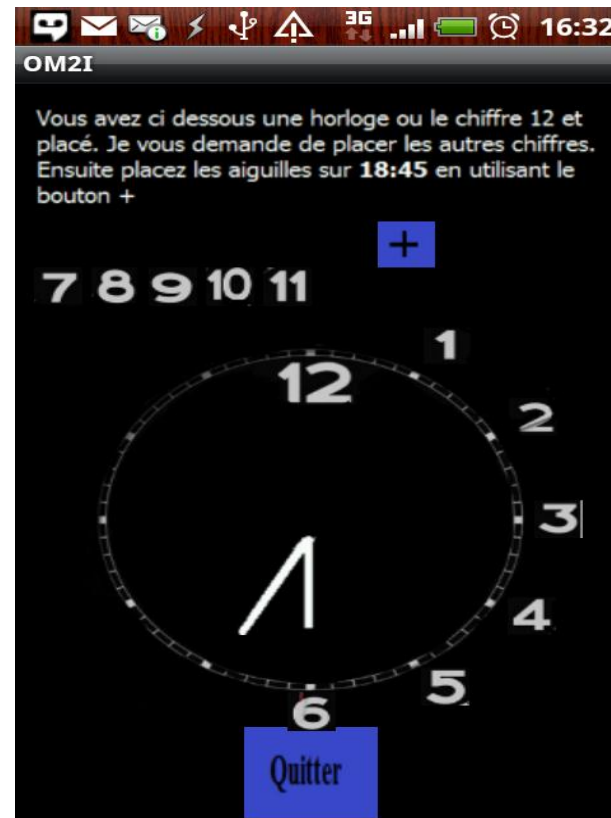 3G 16:32
OM2I
Vous avez ci dessous une horloge ou le chiffre 12 et
placé. Je vous demande de placer les autres chiffres.
Ensuite placez les aiguilles sur 18:45 en utilisant le
bouton +
+
7 8 9 10 11
1
12
2
3
4
5
6
Quitter